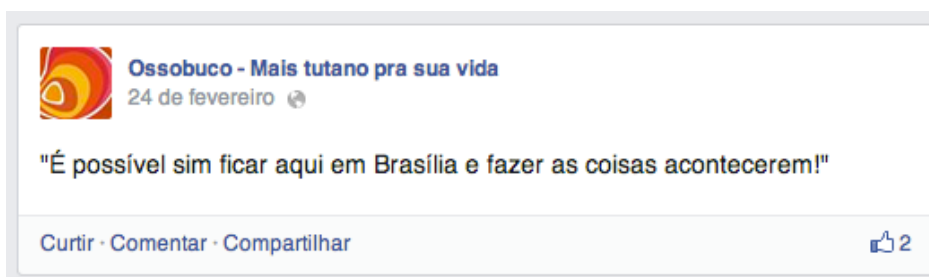 Ossobuco - Mais tutano pra sua vida
24 de fevereiro
"É possível sim ficar aqui em Brasília e fazer as coisas acontecerem!"
Curtir · Comentar · Compartilhar 2